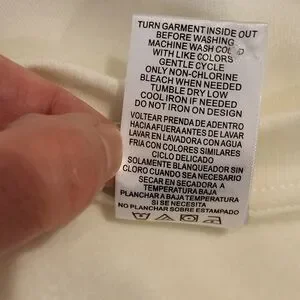 TURN GARMENT INSIDE OUT
BEFORE WASHING
MACHINE WASH COLD
WITH LIKE COLORS
GENTLE CYCLE
ONLY NON-CHLORINE
BLEACH WHEN NEEDED
TUMBLE DRY LOW
COOL IRON IF NEEDED
DO NOT IRON ON DESIGN
VOLTEAR PRENDA DE ADENTRO
HACIA AFUERA ANTES DE LAVAR
LAVAR EN LAVADORA CON AGUA
FRIA CON COLORES SIMILARES
CICLO DELICADO
SOLAMENTE BLANQUEADOR SIN
CLORO CUANDO SEA NECESARIO
SECAR EN SECADORA A
TEMPERATURA BAJA
PLANCHAR A BAJA TEMPERATURA
SI SE NECESITA
NO PLANCHAR SOBRE ESTAMPADO